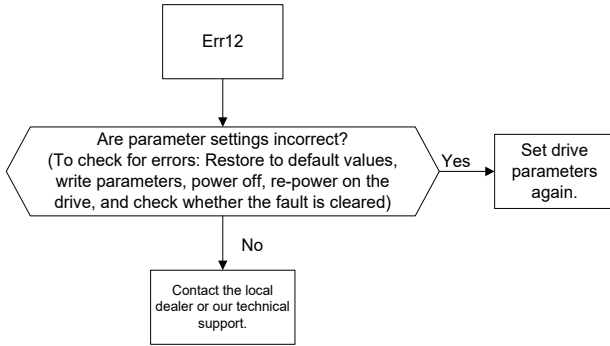 Err12
Are parameter settings incorrect?
(To check for errors: Restore to default values,
write parameters, power off, re-power on the
drive, and check whether the fault is cleared)
Yes
Set drive
parameters
again.
No
Contact the local
dealer or our technical
support.